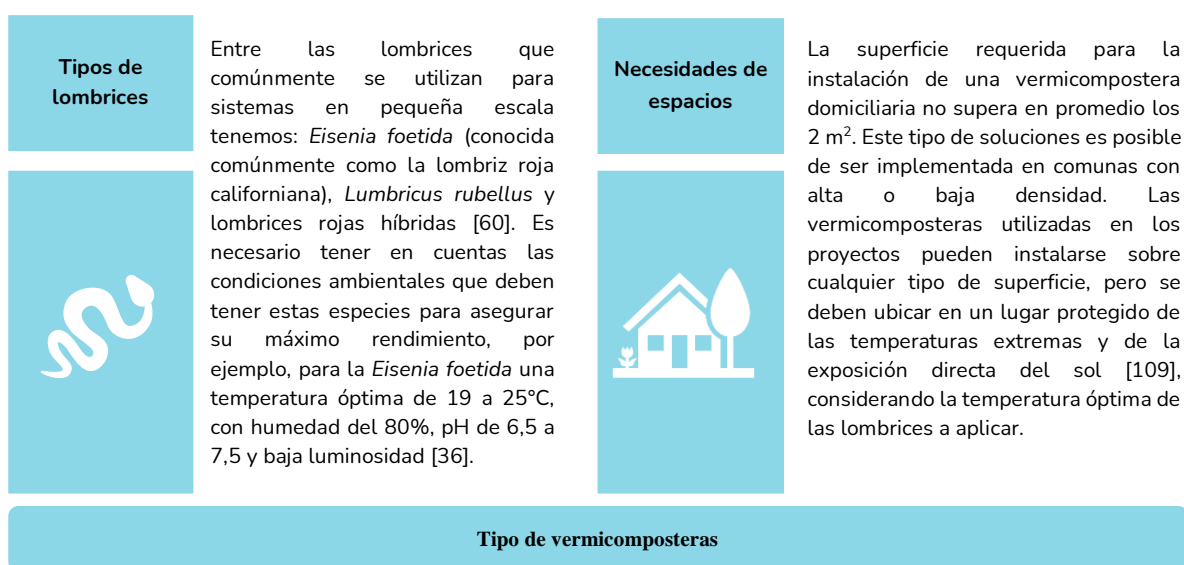 Tipos de
lombrices
Entre las lombrices que
comúnmente se utilizan para
sistemas en pequeña escala
tenemos: Eisenia foetida (conocida
comúnmente como la lombriz roja
californiana), Lumbricus rubellus y
lombrices rojas híbridas [60]. Es
necesario tener en cuentas las
condiciones ambientales que deben
tener estas especies para asegurar
su máximo rendimiento, por
ejemplo, para la Eisenia foetida una
temperatura óptima de 19 a 25°C,
con humedad del 80%, pH de 6,5 a
7,5 y baja luminosidad [36].
Necesidades de
espacios
La superficie requerida para la
instalación de una vermicompostera
domiciliaria no supera en promedio los
2 m². Este tipo de soluciones es posible
de ser implementada en comunas con
alta o baja densidad. Las
vermicomposteras utilizadas en los
proyectos pueden instalarse sobre
cualquier tipo de superficie, pero se
deben ubicar en un lugar protegido de
las temperaturas extremas y de la
exposición directa del sol [109],
considerando la temperatura óptima de
las lombrices a aplicar.
Tipo de vermicomposteras